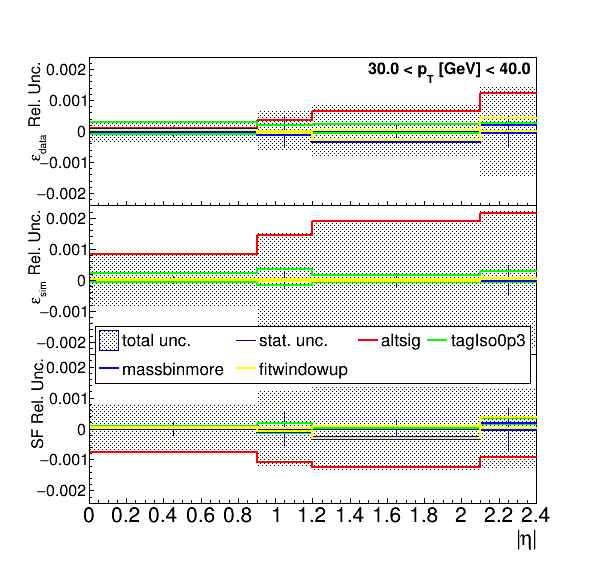 30.0 < pT [GeV] < 40.0
εdata Rel. Unc.
0.002
0.001
0
−0.001
−0.002
εsim Rel. Unc.
0.002
0.001
0
−0.001
−0.002
total unc. stat. unc. altsig tagIso0p3
massbinmore fitwindowup
SF Rel. Unc.
0.002
0.001
0
−0.001
−0.002
0 0.2 0.4 0.6 0.8 1 1.2 1.4 1.6 1.8 2 2.2 2.4
|η|